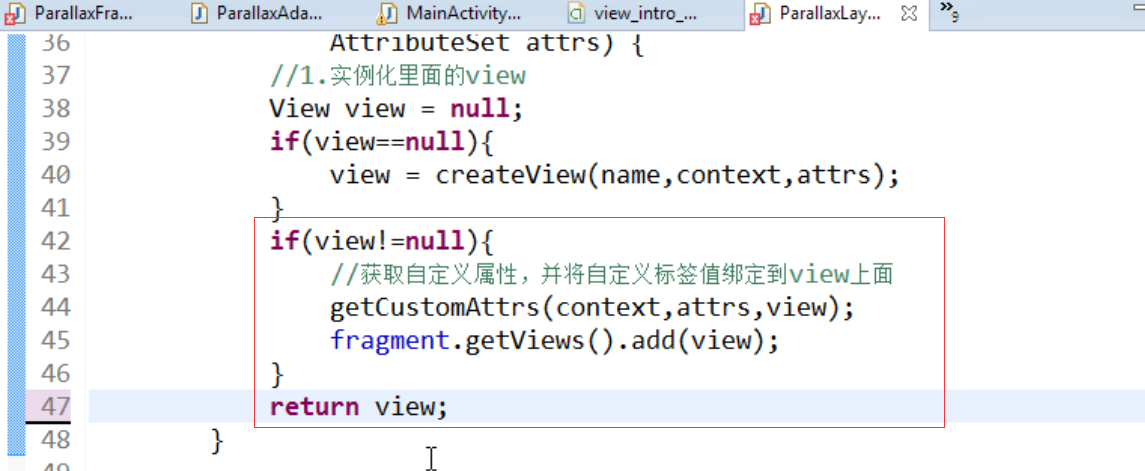 ParallaxFra... ParallaxAda... MainActivity... view_intro_... ParallaxLay... »9
36 AttributeSet attrs) {
37 //1.实例化里面的view
38 View view = null;
39 if(view==null){
40 view = createView(name,context,attrs);
41 }
42 if(view!=null){
43 //获取自定义属性，并将自定义标签值绑定到view上面
44 getCustomAttrs(context,attrs,view);
45 fragment.getViews().add(view);
46 }
47 return view;
48 }
49